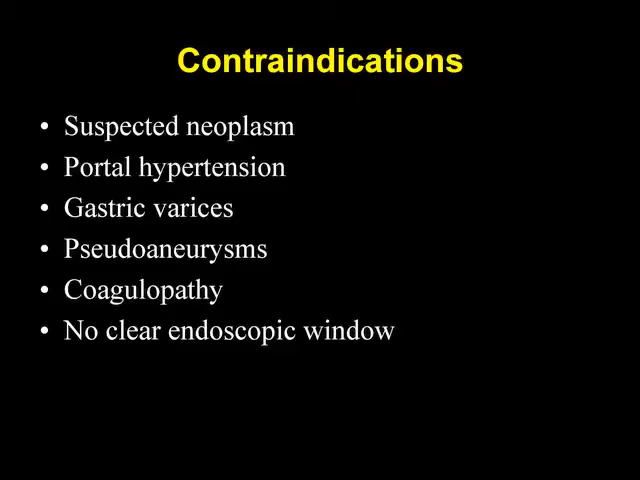 Contraindications
• Suspected neoplasm
• Portal hypertension
• Gastric varices
• Pseudoaneurysms
• Coagulopathy
• No clear endoscopic window